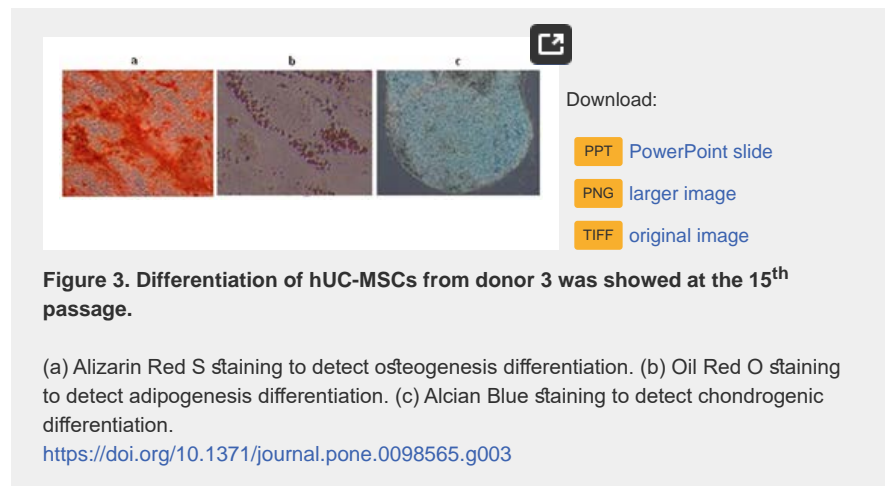 a b c
Download:
PPT PowerPoint slide
PNG larger image
TIFF original image
Figure 3. Differentiation of hUC-MSCs from donor 3 was showed at the 15th
passage.
(a) Alizarin Red S staining to detect osteogenesis differentiation. (b) Oil Red O staining
to detect adipogenesis differentiation. (c) Alcian Blue staining to detect chondrogenic
differentiation.
https://doi.org/10.1371/journal.pone.0098565.g003